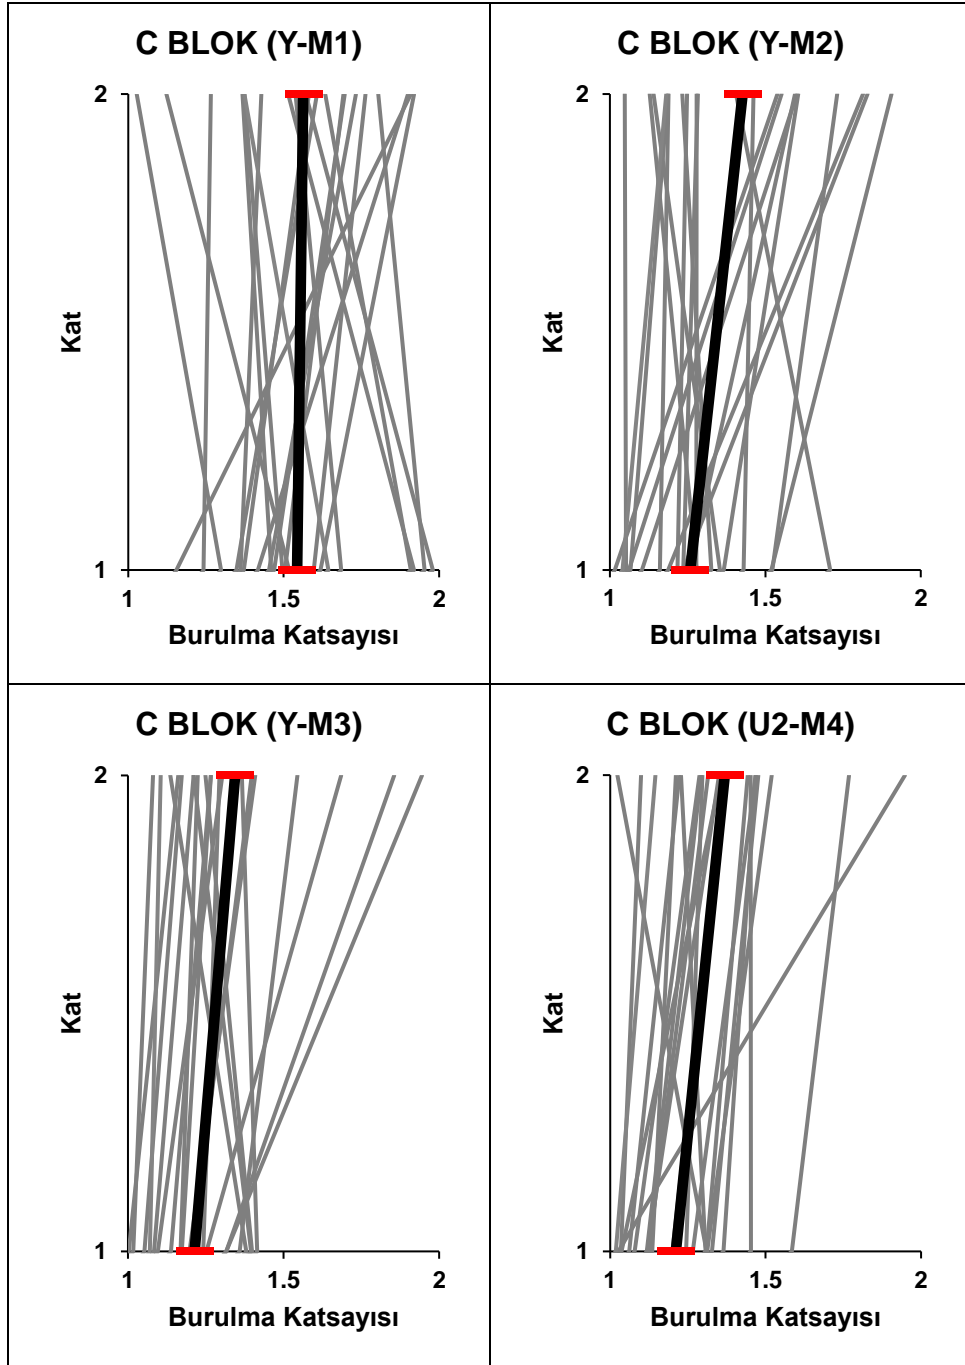 C BLOK (Y-M1)
2
Kat
1
1 1.5 2
Burulma Katsayısı
C BLOK (Y-M2)
2
Kat
1
1 1.5 2
Burulma Katsayısı
C BLOK (Y-M3)
2
Kat
1
1 1.5 2
Burulma Katsayısı
C BLOK (U2-M4)
2
Kat
1
1 1.5 2
Burulma Katsayısı